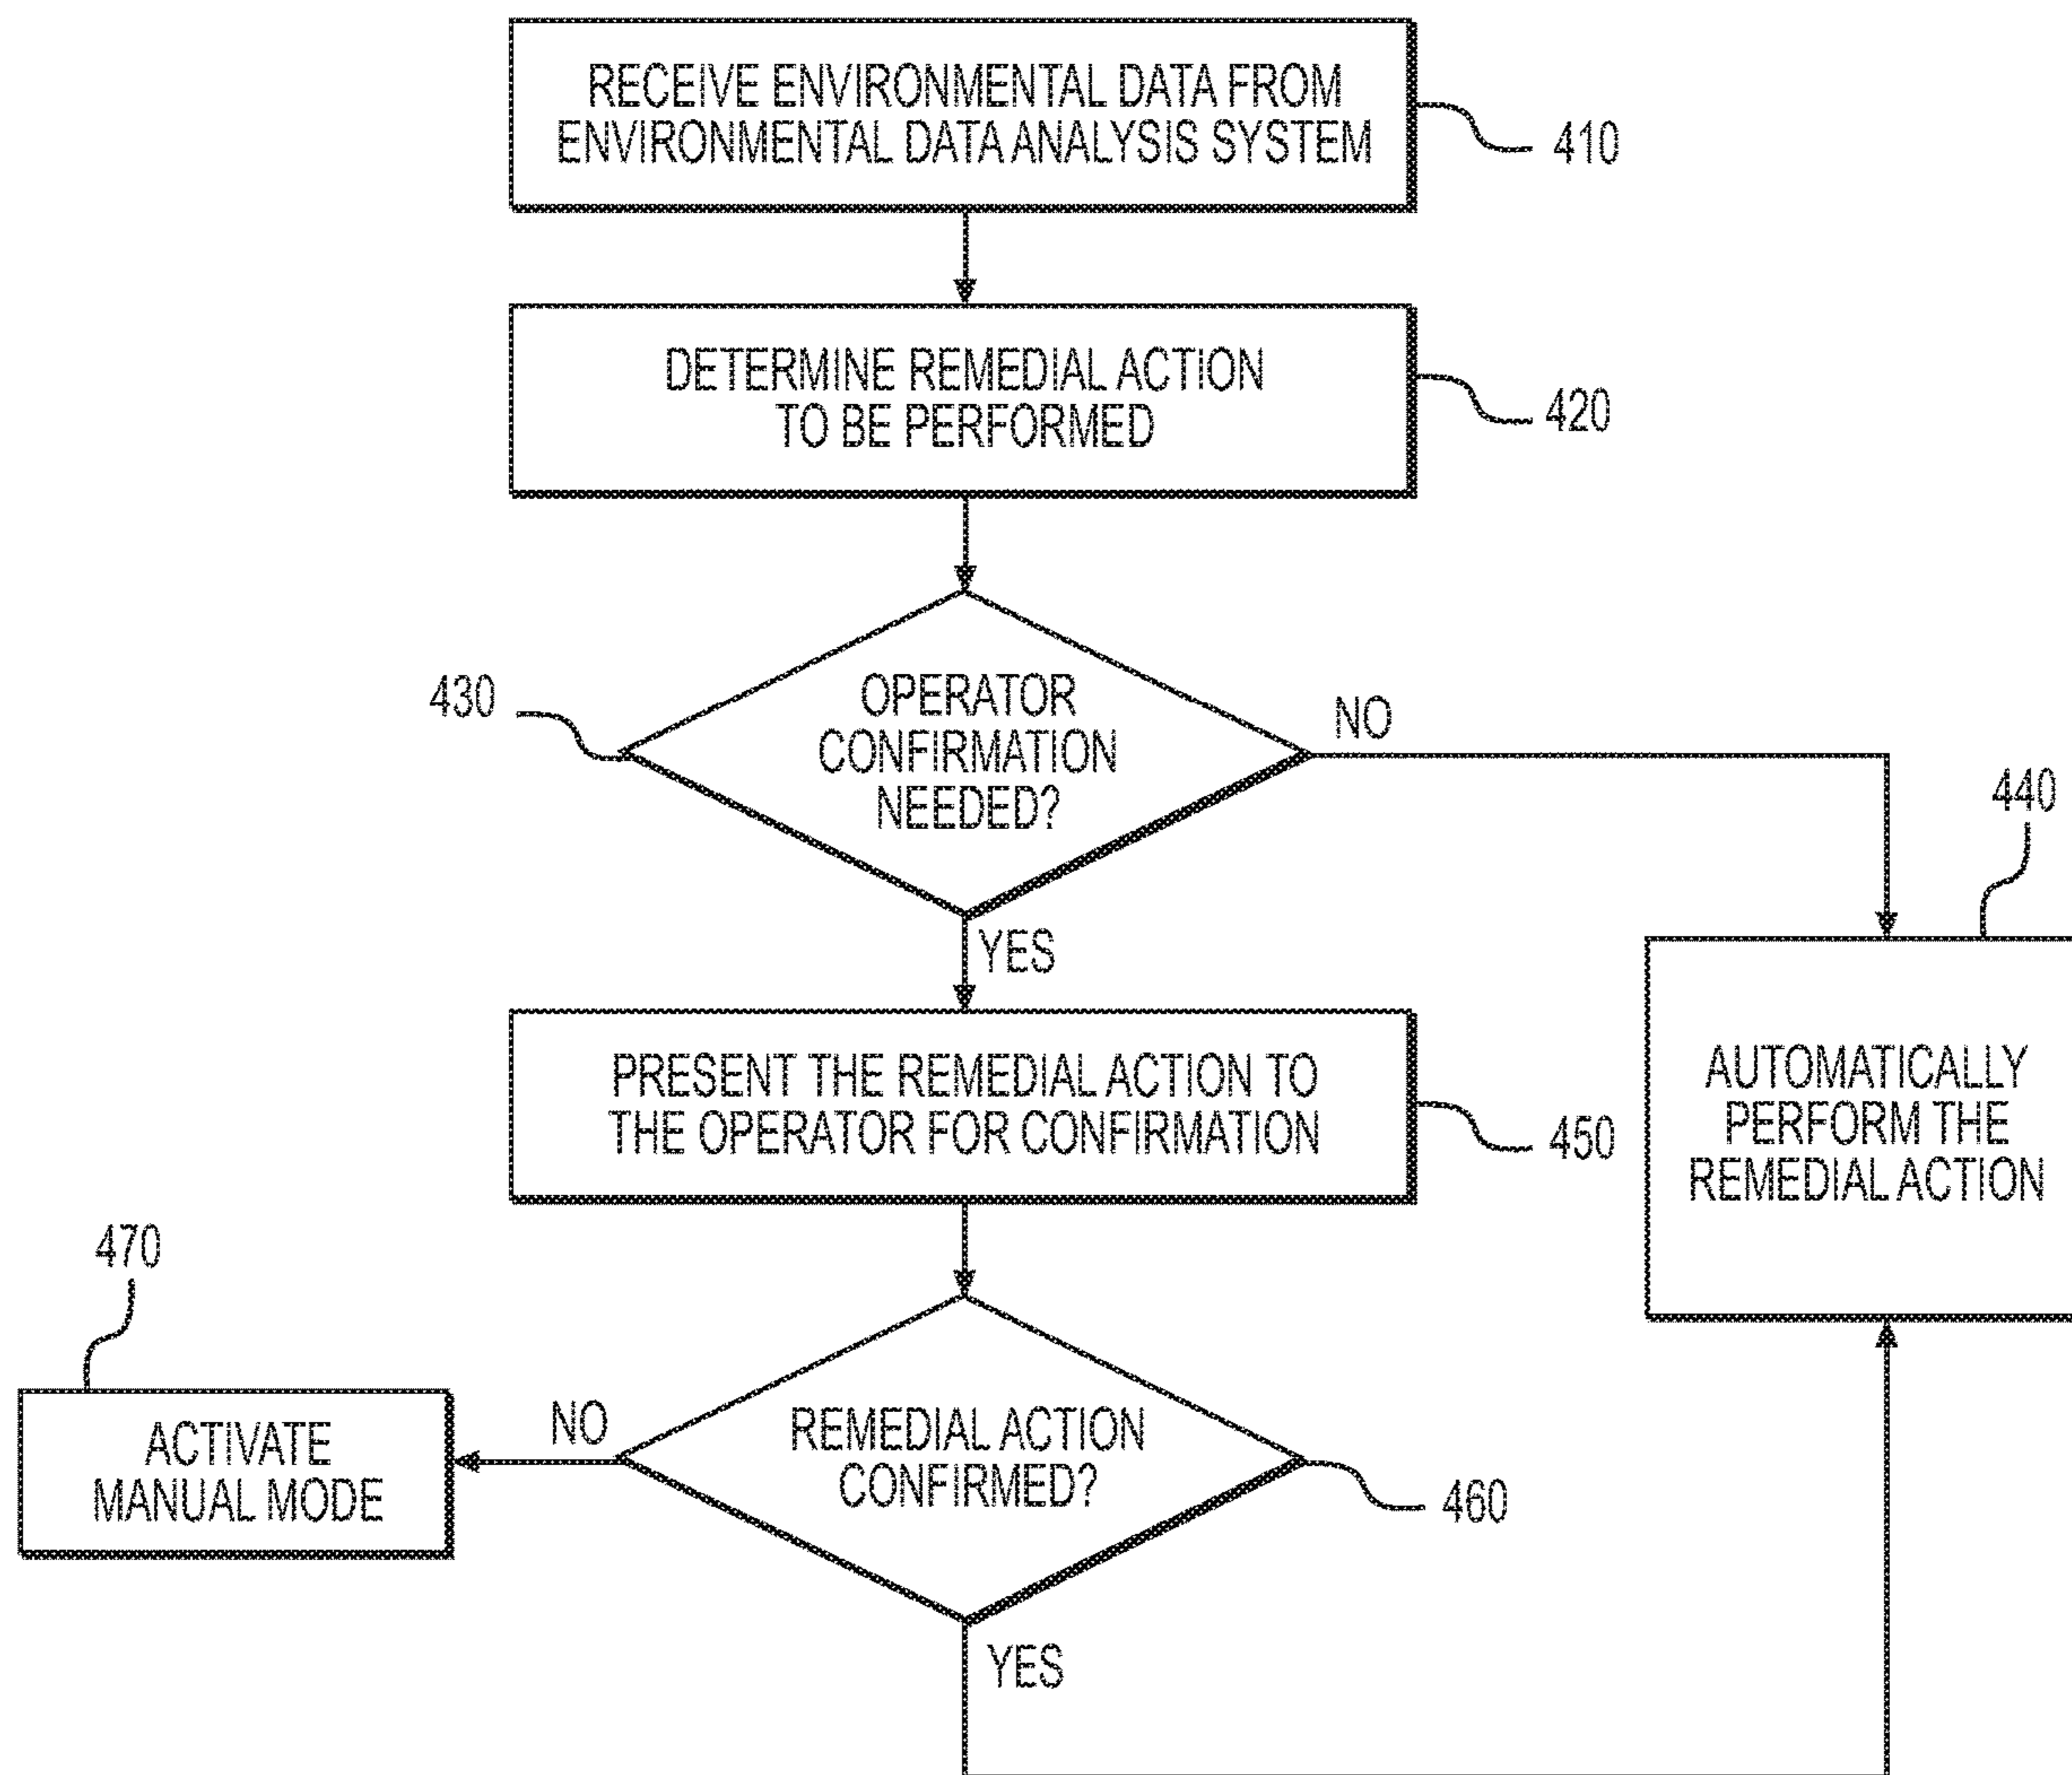 RECEIVE ENVIRONMENTAL DATA FROM
ENVIRONMENTAL DATA ANALYSIS SYSTEM
410
DETERMINE REMEDIAL ACTION
TO BE PERFORMED
420
430
OPERATOR
CONFIRMATION
NEEDED?
NO
440
YES
PRESENT THE REMEDIAL ACTION TO
THE OPERATOR FOR CONFIRMATION
450
AUTOMATICALLY
PERFORM THE
REMEDIAL ACTION
470
ACTIVATE
MANUAL MODE
NO
REMEDIAL ACTION
CONFIRMED?
460
YES